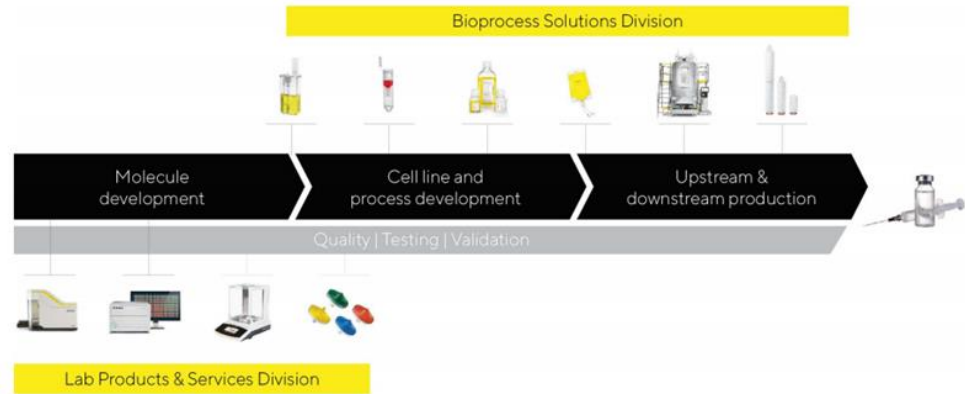 Bioprocess Solutions Division
Molecule
development
Cell line and
process development
Upstream &
downstream production
Quality | Testing | Validation
Lab Products & Services Division